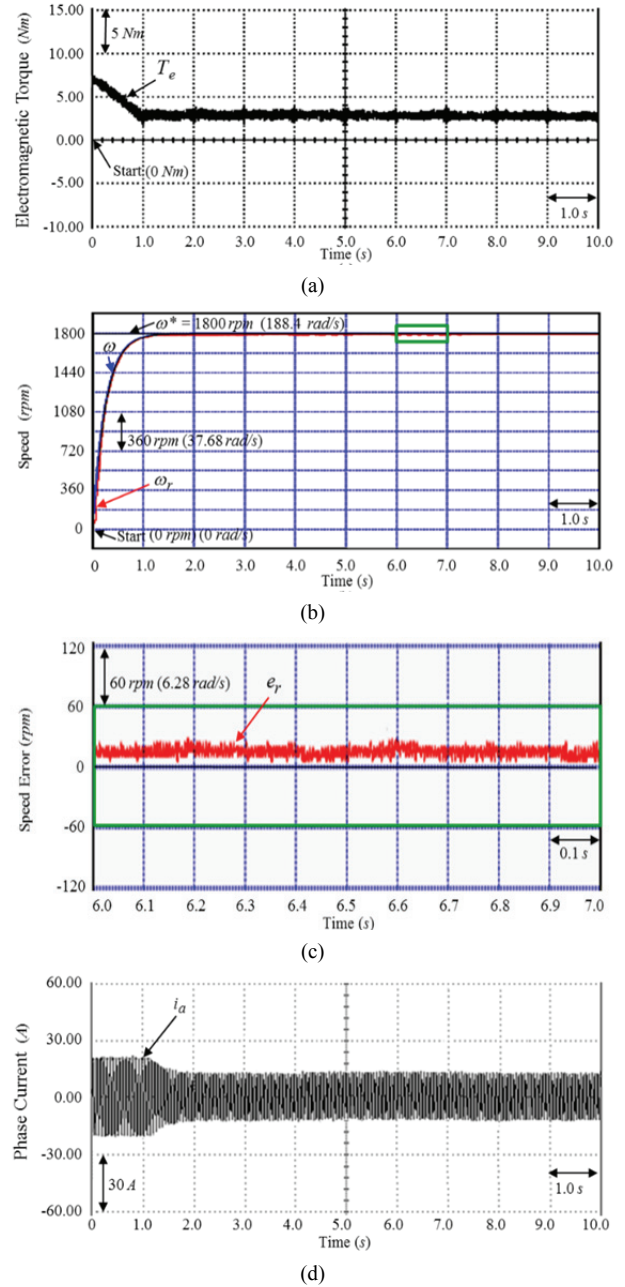 Electromagnetic Torque (Nm)
15.00
10.00
5.00
0.00
-5.00
-10.00
5 Nm
T_e
Start (0 Nm)
1.0 s
0 1.0 2.0 3.0 4.0 5.0 6.0 7.0 8.0 9.0 10.0
Time (s)
(a)
Speed (rpm)
1800
1440
1080
720
360
0
ω* = 1800 rpm (188.4 rad/s)
ω
360 rpm (37.68 rad/s)
ω_r
Start (0 rpm) (0 rad/s)
1.0 s
0 1.0 2.0 3.0 4.0 5.0 6.0 7.0 8.0 9.0 10.0
Time (s)
(b)
Speed Error (rpm)
120
60
0
-60
-120
60 rpm (6.28 rad/s)
e_r
0.1 s
6.0 6.1 6.2 6.3 6.4 6.5 6.6 6.7 6.8 6.9 7.0
Time (s)
(c)
Phase Current (A)
60.00
30.00
0.00
-30.00
-60.00
i_a
30 A
1.0 s
0 1.0 2.0 3.0 4.0 5.0 6.0 7.0 8.0 9.0 10.0
Time (s)
(d)